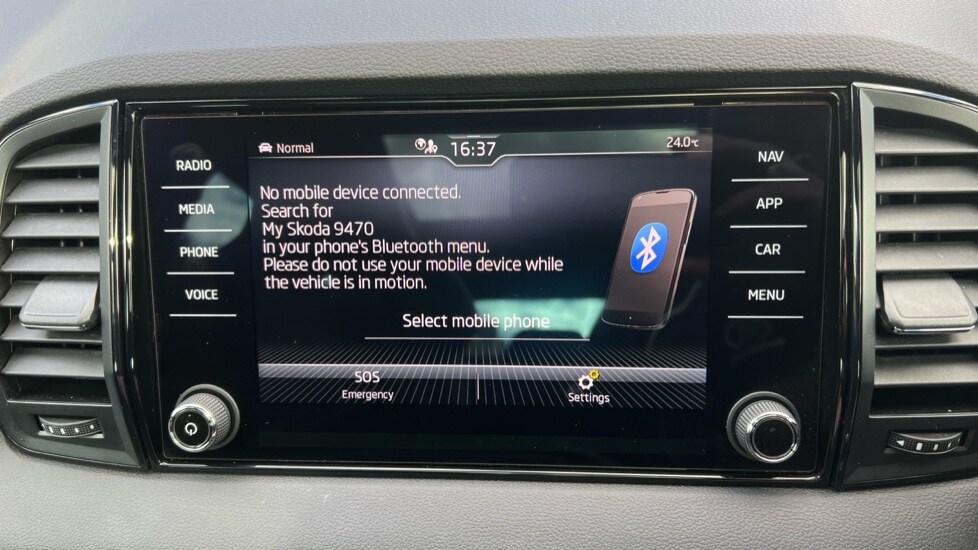 Normal 16:37 24.0°C
RADIO
MEDIA
PHONE
VOICE
No mobile device connected.
Search for
My Skoda 9470
in your phone's Bluetooth menu.
Please do not use your mobile device while
the vehicle is in motion.
Select mobile phone
SOS
Emergency
Settings
NAV
APP
CAR
MENU